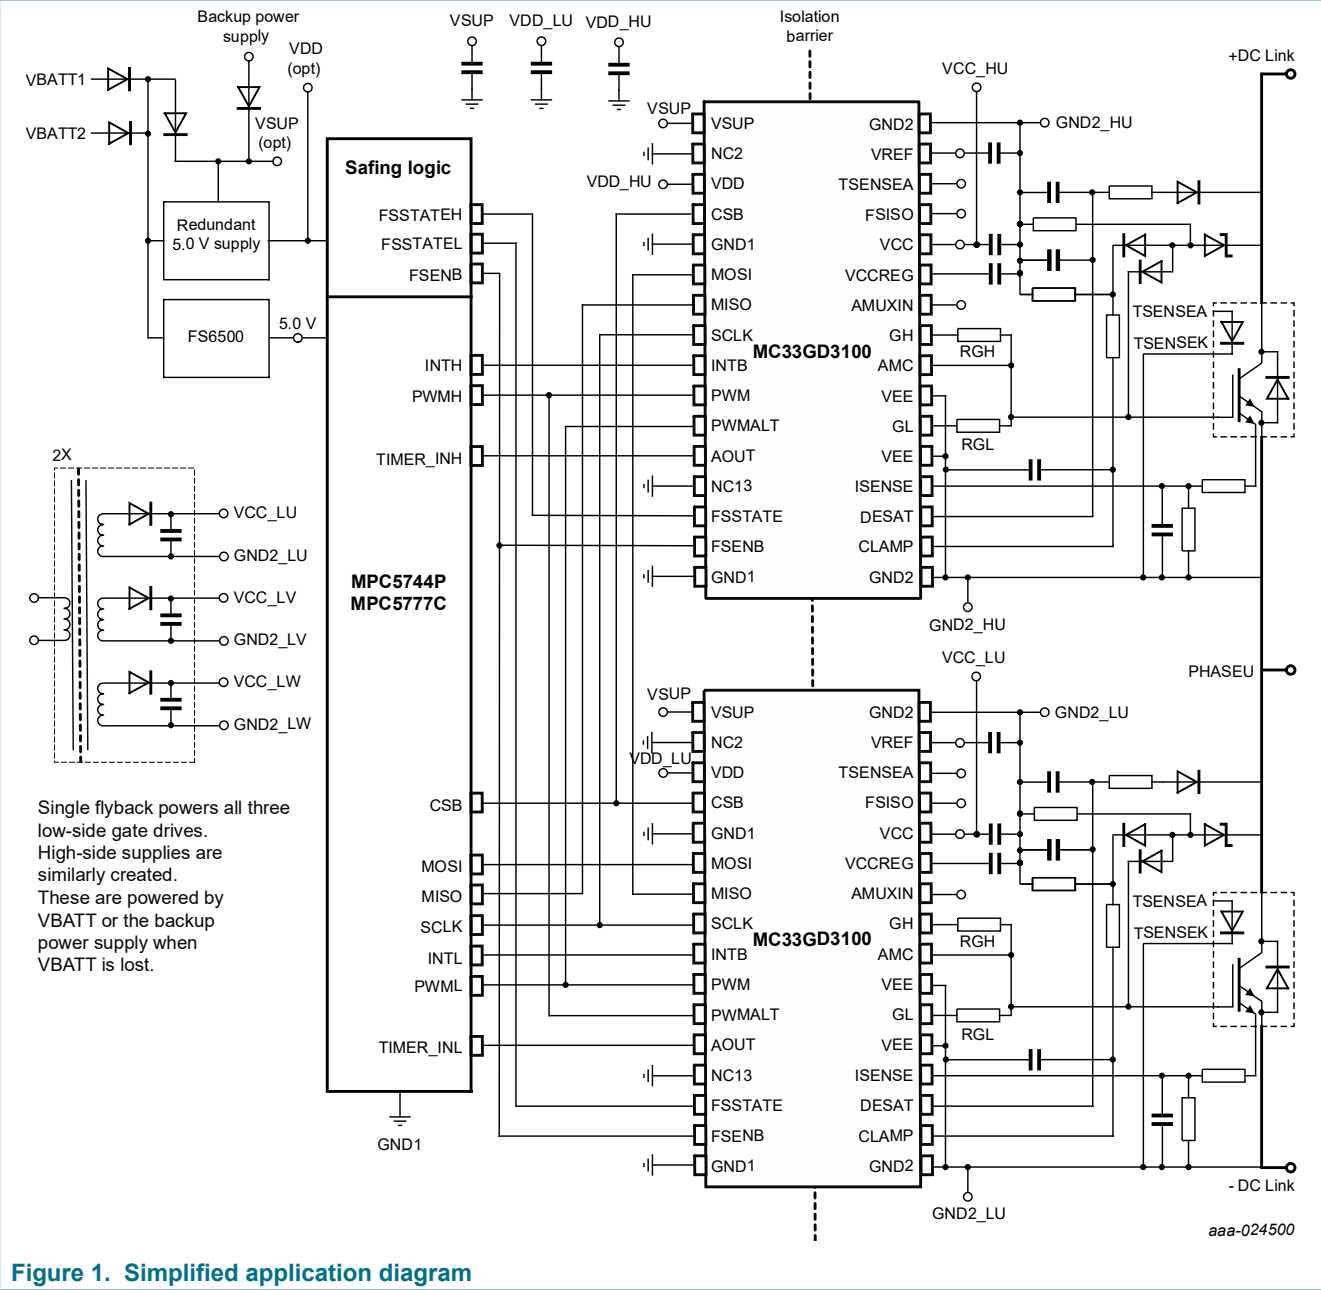 Backup power
supply
VDD
(opt)
VBATT1
VBATT2
VSUP
(opt)
Redundant
5.0 V supply
FS6500
5.0 V
VSUP
VDD_LU
VDD_HU
Isolation
barrier
Safing logic
FSSTATEH
FSSTATEL
FSENB
INTH
PWMH
TIMER_INH
MPC5744P
MPC5777C
CSB
MOSI
MISO
SCLK
INTL
PWML
TIMER_INL
GND1
2X
VCC_LU
GND2_LU
VCC_LV
GND2_LV
VCC_LW
GND2_LW
Single flyback powers all three
low-side gate drives.
High-side supplies are
similarly created.
These are powered by
VBATT or the backup
power supply when
VBATT is lost.
VSUP
VDD_HU
VSUP
NC2
VDD
CSB
GND1
MOSI
MISO
SCLK
INTB
PWM
PWMALT
AOUT
NC13
FSSTATE
FSENB
GND1
MC33GD3100
GND2
VREF
TSENSEA
FSISO
VCC
VCCREG
AMUXIN
GH
AMC
VEE
GL
VEE
ISENSE
DESAT
CLAMP
GND2
VCC_HU
GND2_HU
RGH
RGL
GND2_HU
+DC Link
TSENSEA
TSENSEK
PHASEU
VCC_LU
VSUP
VDD_LU
VSUP
NC2
VDD
CSB
GND1
MOSI
MISO
SCLK
INTB
PWM
PWMALT
AOUT
NC13
FSSTATE
FSENB
GND1
MC33GD3100
GND2
VREF
TSENSEA
FSISO
VCC
VCCREG
AMUXIN
GH
AMC
VEE
GL
VEE
ISENSE
DESAT
CLAMP
GND2
GND2_LU
RGH
RGL
GND2_LU
TSENSEA
TSENSEK
- DC Link
aaa-024500
Figure 1. Simplified application diagram